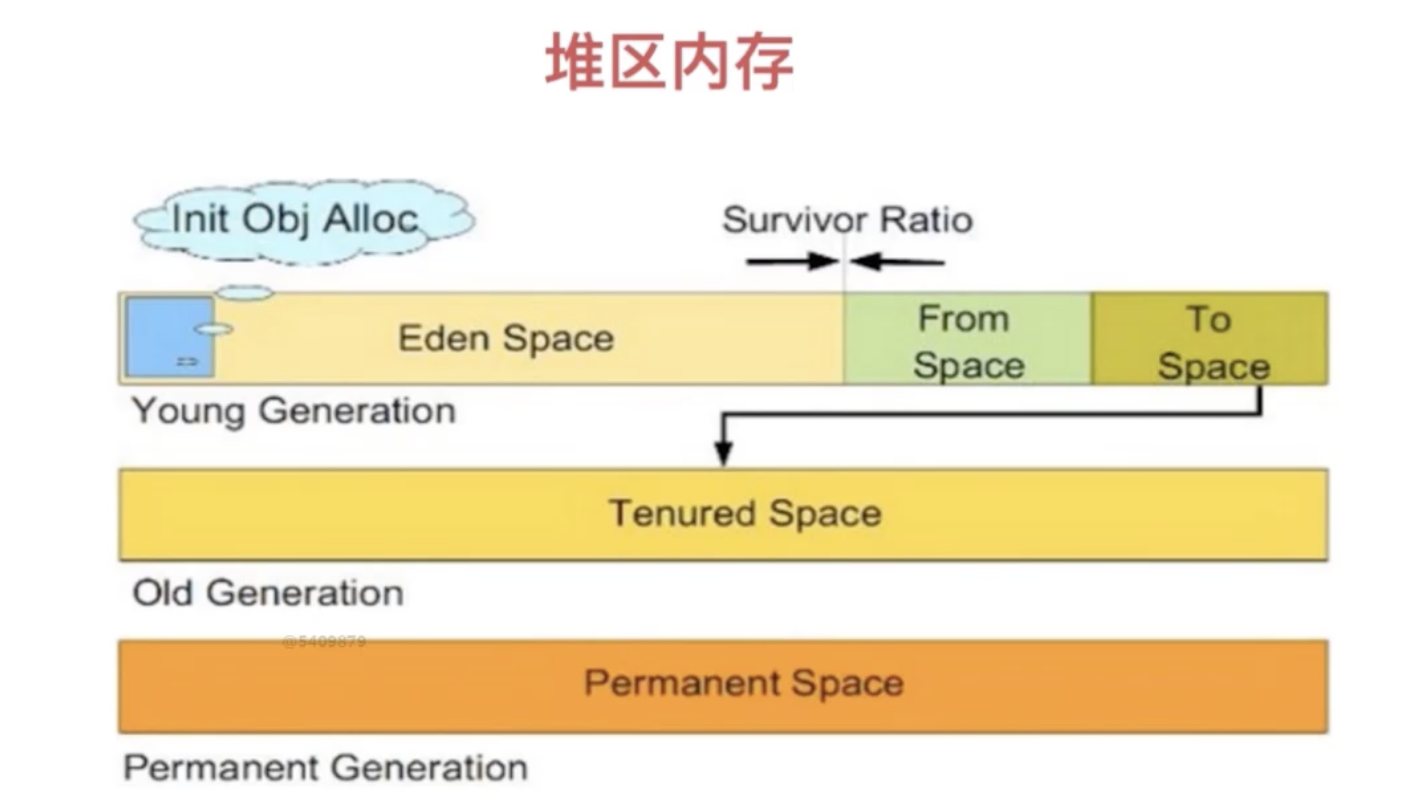 堆区内存
Init Obj Alloc
Survivor Ratio
Eden Space
From
Space
To
Space
Young Generation
Tenured Space
Old Generation
@5409879
Permanent Space
Permanent Generation